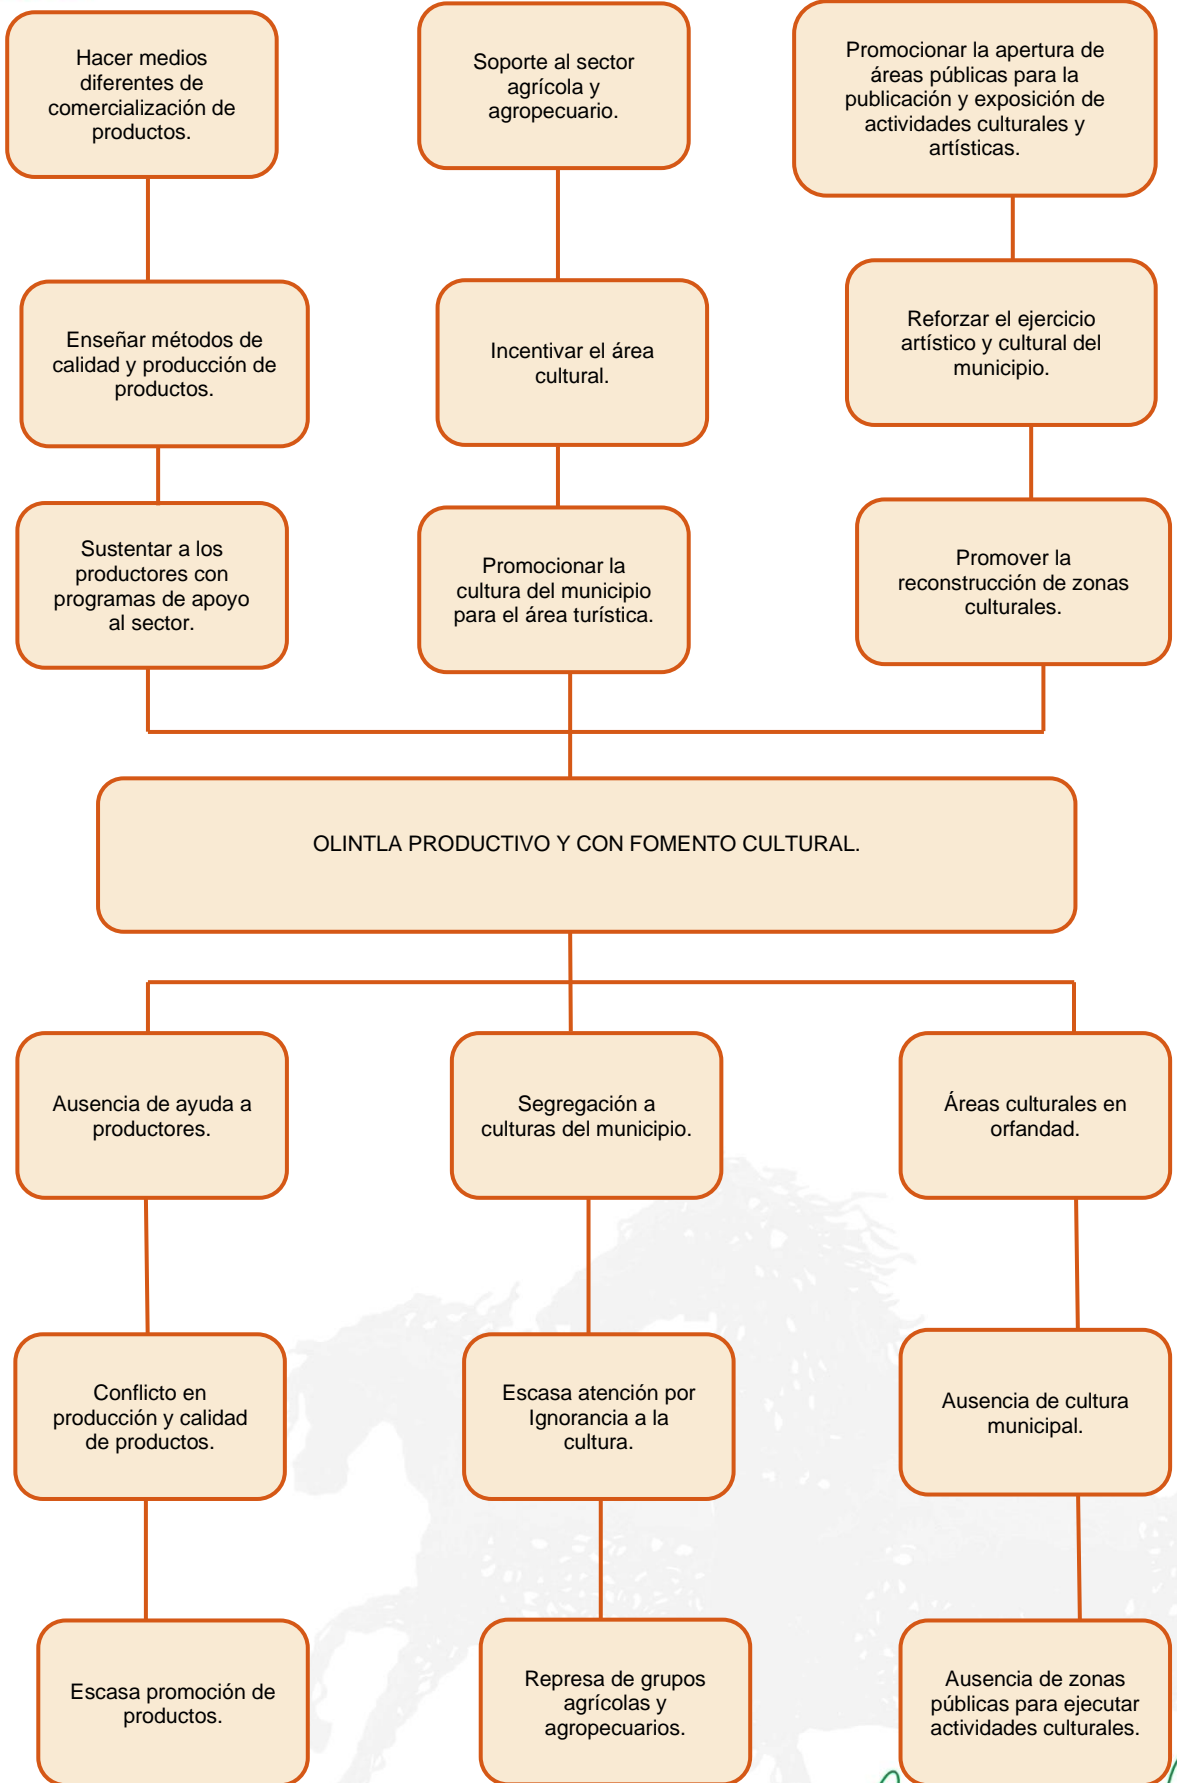 Hacer medios
diferentes de
comercialización de
productos.
Soporte al sector
agrícola y
agropecuario.
Promocionar la apertura de
áreas públicas para la
publicación y exposición de
actividades culturales y
artísticas.
Enseñar métodos de
calidad y producción de
productos.
Incentivar el área
cultural.
Reforzar el ejercicio
artístico y cultural del
municipio.
Sustentar a los
productores con
programas de apoyo
al sector.
Promocionar la
cultura del municipio
para el área turística.
Promover la
reconstrucción de zonas
culturales.
OLINTLA PRODUCTIVO Y CON FOMENTO CULTURAL.
Ausencia de ayuda a
productores.
Segregación a
culturas del municipio.
Áreas culturales en
orfandad.
Conflicto en
producción y calidad
de productos.
Escasa atención por
Ignorancia a la
cultura.
Ausencia de cultura
municipal.
Escasa promoción de
productos.
Represa de grupos
agrícolas y
agropecuarios.
Ausencia de zonas
públicas para ejecutar
actividades culturales.